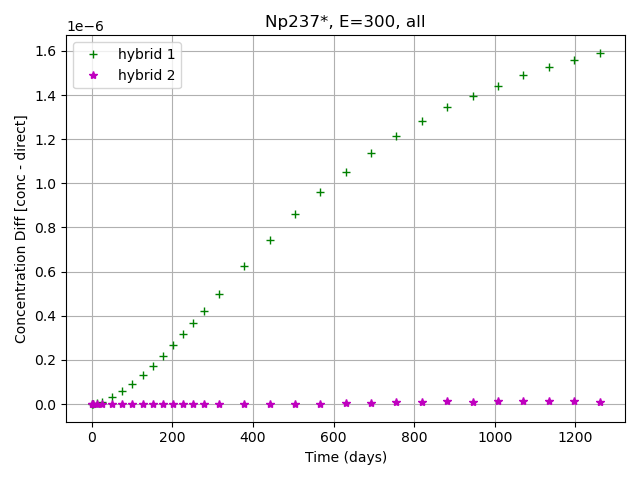 Np237*, E=300, all
1e−6
hybrid 1
hybrid 2
1.6
1.4
1.2
1.0
0.8
0.6
0.4
0.2
0.0
Concentration Diff [conc - direct]
0 200 400 600 800 1000 1200
Time (days)